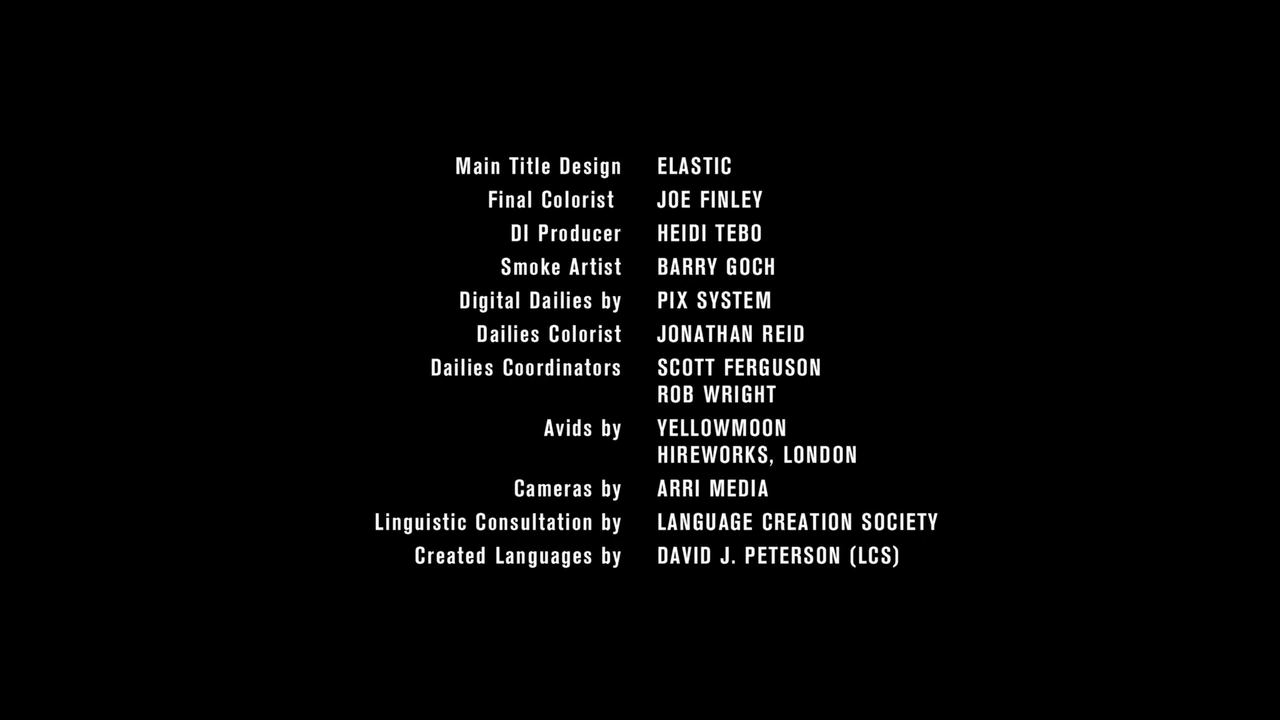 Main Title Design ELASTIC
Final Colorist JOE FINLEY
DI Producer HEIDI TEBO
Smoke Artist BARRY GOCH
Digital Dailies by PIX SYSTEM
Dailies Colorist JONATHAN REID
Dailies Coordinators SCOTT FERGUSON
ROB WRIGHT
Avids by YELLOWMOON
HIREWORKS, LONDON
Cameras by ARRI MEDIA
Linguistic Consultation by LANGUAGE CREATION SOCIETY
Created Languages by DAVID J. PETERSON (LCS)